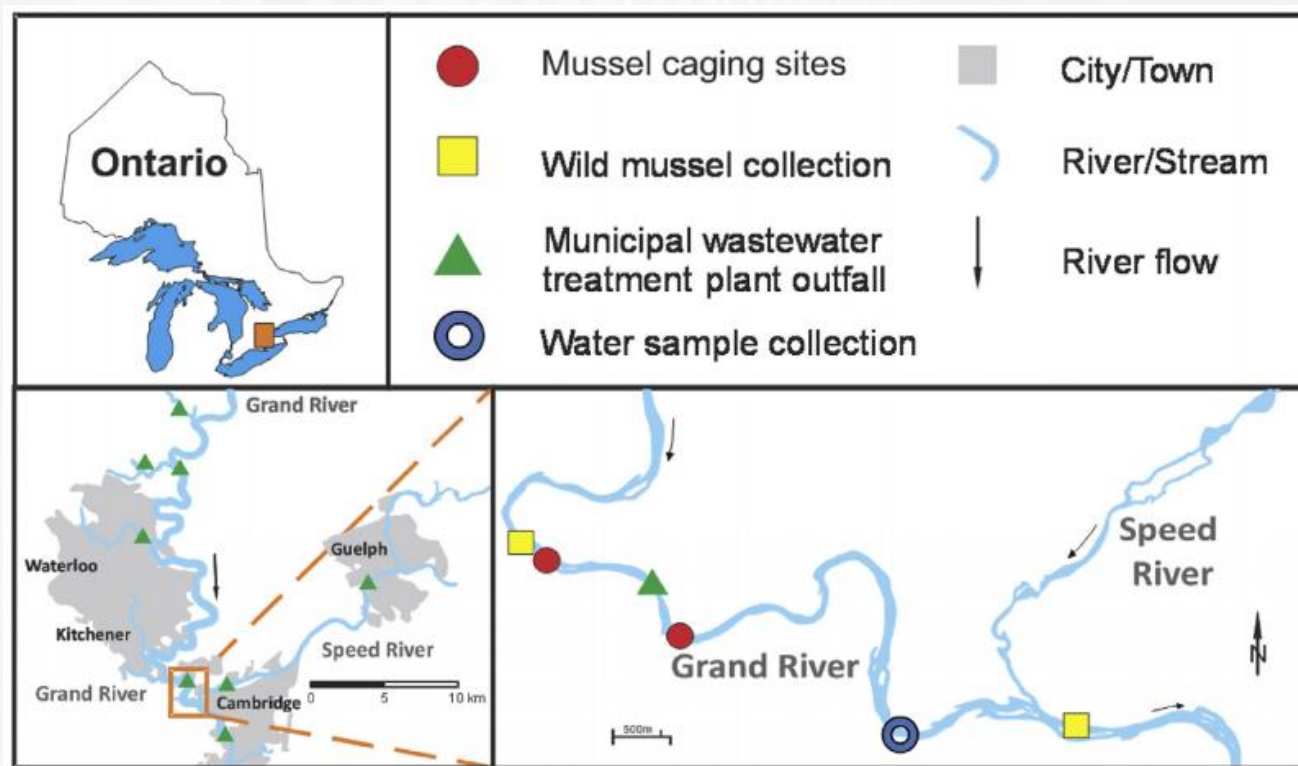 Ontario
Mussel caging sites
Wild mussel collection
Municipal wastewater
treatment plant outfall
Water sample collection
City/Town
River/Stream
River flow
Grand River
Waterloo
Guelph
Kitchener
Speed River
Grand River
Cambridge
0 5 10 km
Speed
River
Grand River
N
500m